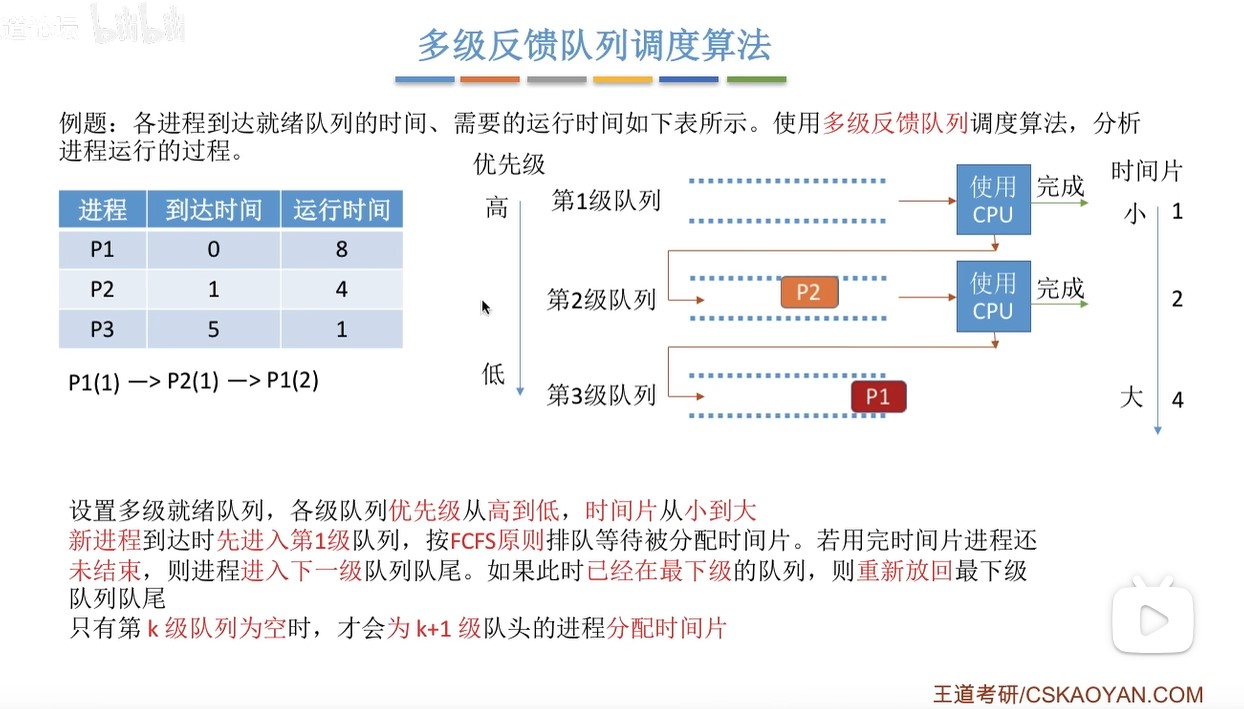 bilibili
多级反馈队列调度算法
例题：各进程到达就绪队列的时间、需要的运行时间如下表所示。使用多级反馈队列调度算法，分析
进程运行的过程。
进程 到达时间 运行时间
P1 0 8
P2 1 4
P3 5 1
P1(1) —> P2(1) —> P1(2)
优先级
高
低
第1级队列
使用
CPU
完成
第2级队列
P2
使用
CPU
完成
第3级队列
P1
时间片
小 1
2
大 4
设置多级就绪队列，各级队列优先级从高到低，时间片从小到大
新进程到达时先进入第1级队列，按FCFS原则排队等待被分配时间片。若用完时间片进程还
未结束，则进程进入下一级队列队尾。如果此时已经在最下级的队列，则重新放回最下级
队列队尾
只有第 k 级队列为空时，才会为 k+1 级队头的进程分配时间片
王道考研/CSKAOYAN.COM